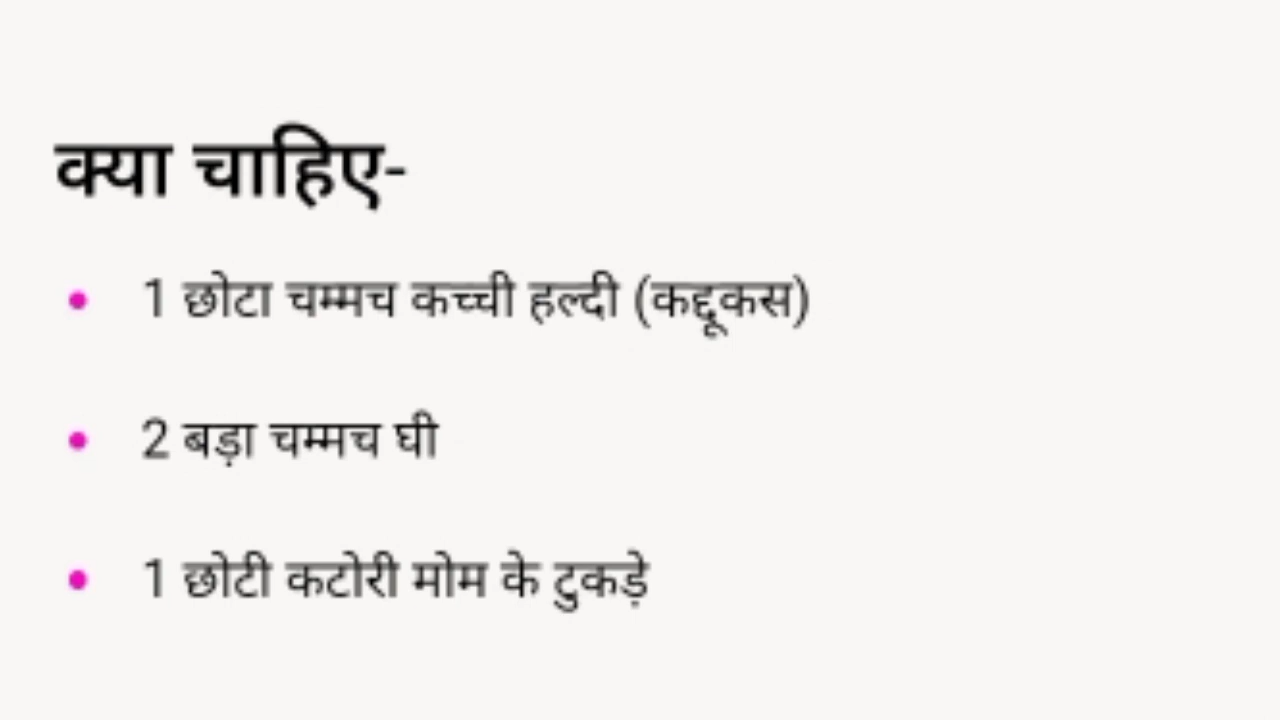 क्या चाहिए-
• 1 छोटा चम्मच कच्ची हल्दी (कद्दूकस)
• 2 बड़ा चम्मच घी
• 1 छोटी कटोरी मोम के टुकड़े